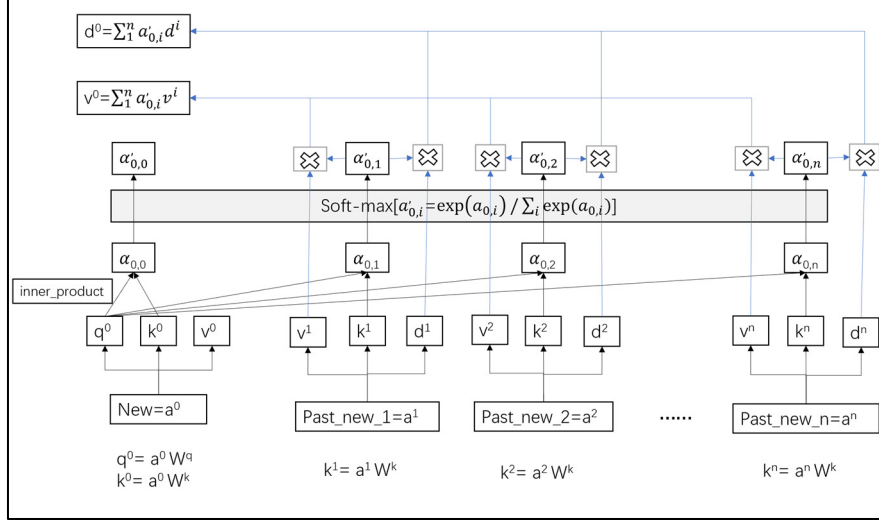 d⁰=∑₁ⁿ α′₀,ᵢ dⁱ
v⁰=∑₁ⁿ α′₀,ᵢ vⁱ
α′₀,₀ α′₀,₁ α′₀,₂ α′₀,ₙ
Soft-max[α′₀,ᵢ=exp(α₀,ᵢ) / ∑ᵢ exp(α₀,ᵢ)]
α₀,₀ α₀,₁ α₀,₂ α₀,ₙ
inner_product
q⁰ k⁰ v⁰ v¹ k¹ d¹ v² k² d² vⁿ kⁿ dⁿ
New=a⁰ Past_new_1=a¹ Past_new_2=a² ...... Past_new_n=aⁿ
q⁰= a⁰ Wq
k⁰= a⁰ Wᵏ k¹= a¹ Wᵏ k²= a² Wᵏ kⁿ= aⁿ Wᵏ